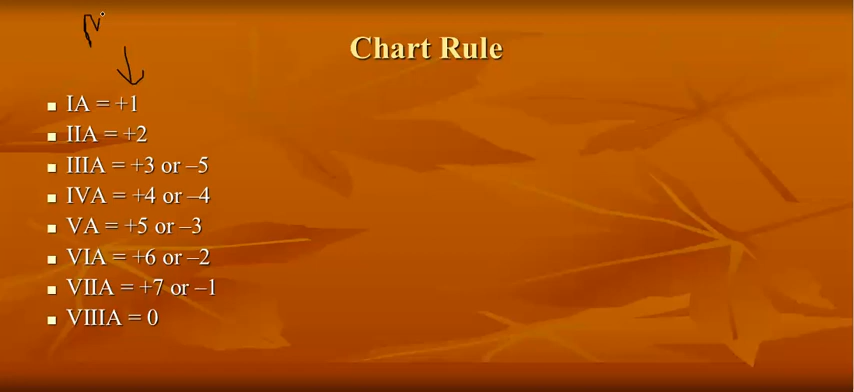 Chart Rule
IA = +1
IIA = +2
IIIA = +3 or –5
IVA = +4 or –4
VA = +5 or –3
VIA = +6 or –2
VIIA = +7 or –1
VIIIA = 0